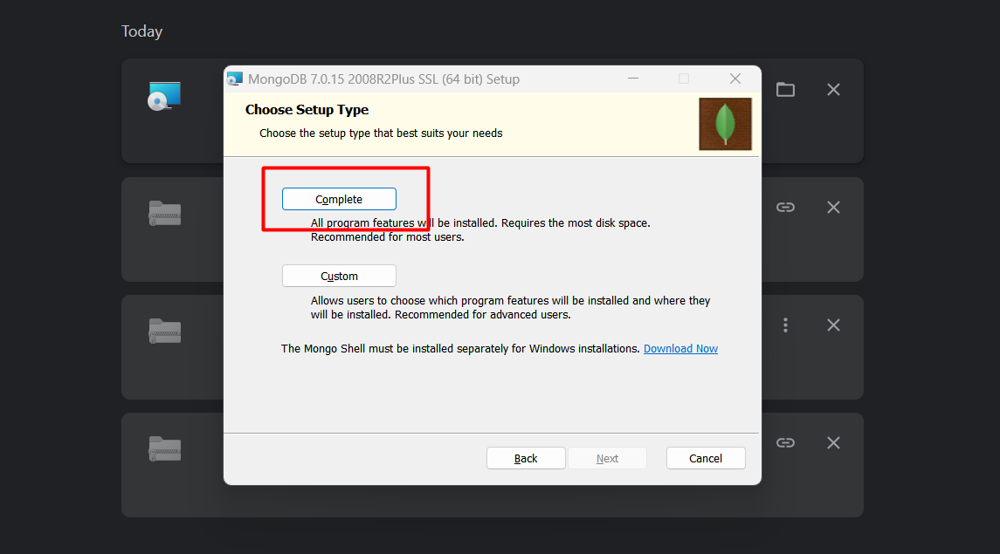 Today
MongoDB 7.0.15 2008R2Plus SSL (64 bit) Setup
Choose Setup Type
Choose the setup type that best suits your needs
Complete
All program features will be installed. Requires the most disk space.
Recommended for most users.
Custom
Allows users to choose which program features will be installed and where they
will be installed. Recommended for advanced users.
The Mongo Shell must be installed separately for Windows installations. Download Now
Back Next Cancel